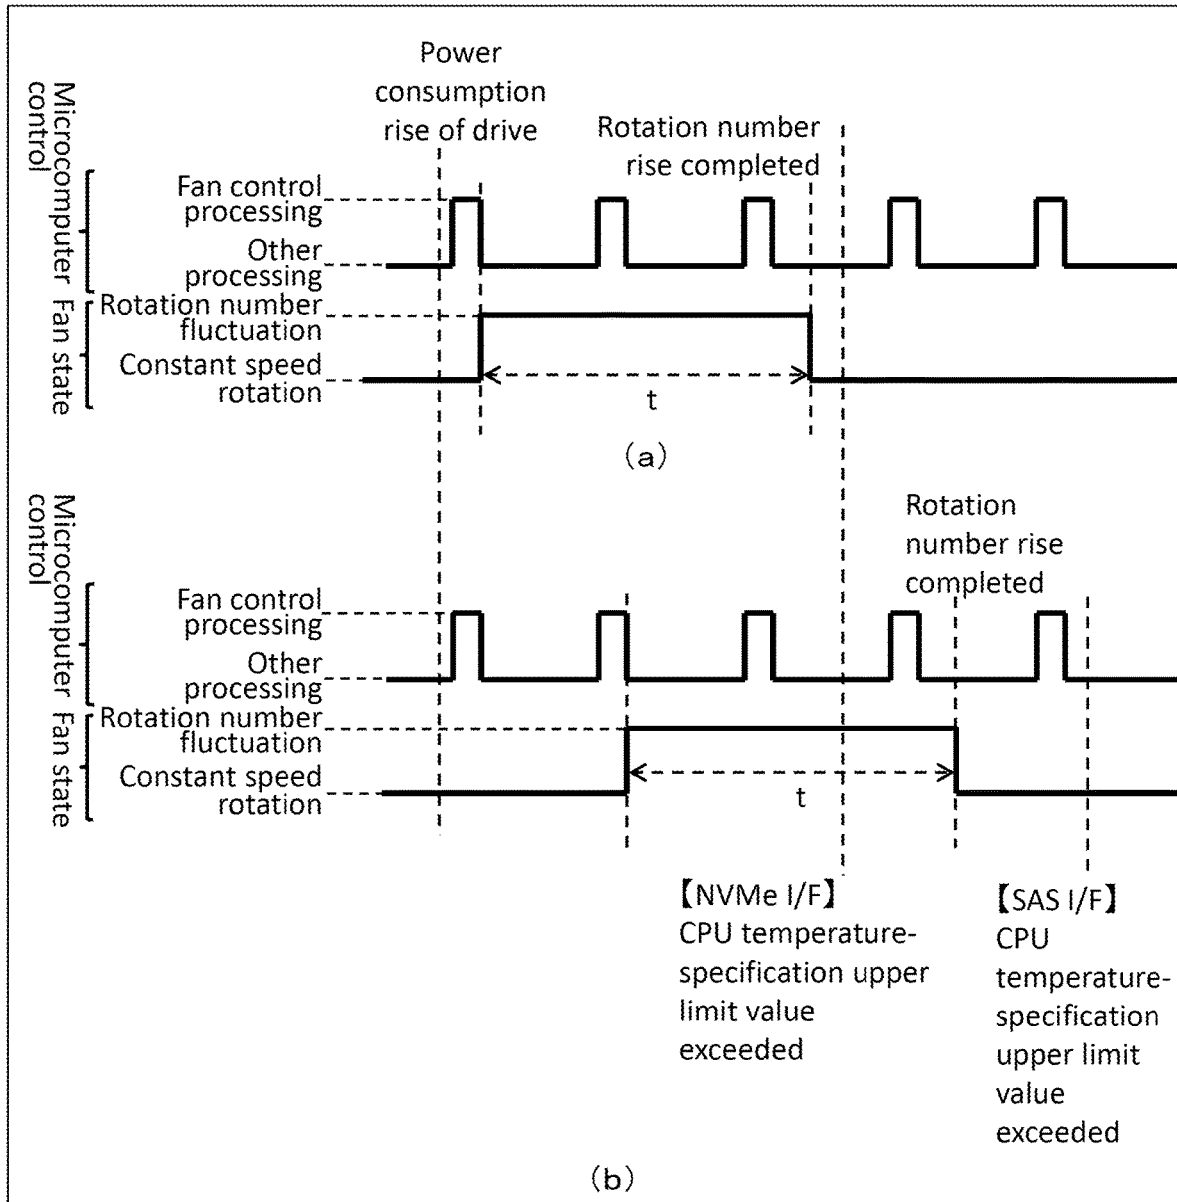 Power
consumption
rise of drive
Rotation number
rise completed
Microcomputer
control
Fan control
processing
Other
processing
Fan state
Rotation number
fluctuation
Constant speed
rotation
t
(a)
Microcomputer
control
Rotation
number rise
completed
Fan control
processing
Other
processing
Fan state
Rotation number
fluctuation
Constant speed
rotation
t
【NVMe I/F】
CPU temperature-
specification upper
limit value
exceeded
【SAS I/F】
CPU
temperature-
specification
upper limit
value
exceeded
(b)